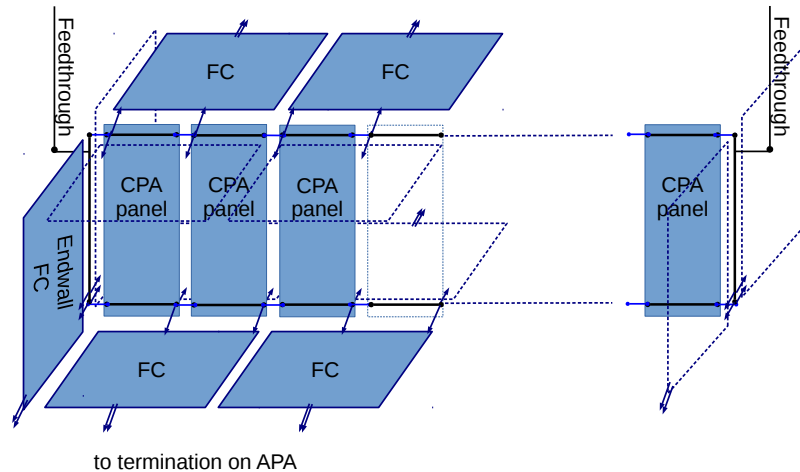 Feedthrough
FC
FC
Feedthrough
CPA
panel
CPA
panel
CPA
panel
CPA
panel
Endwall
FC
FC
FC
to termination on APA